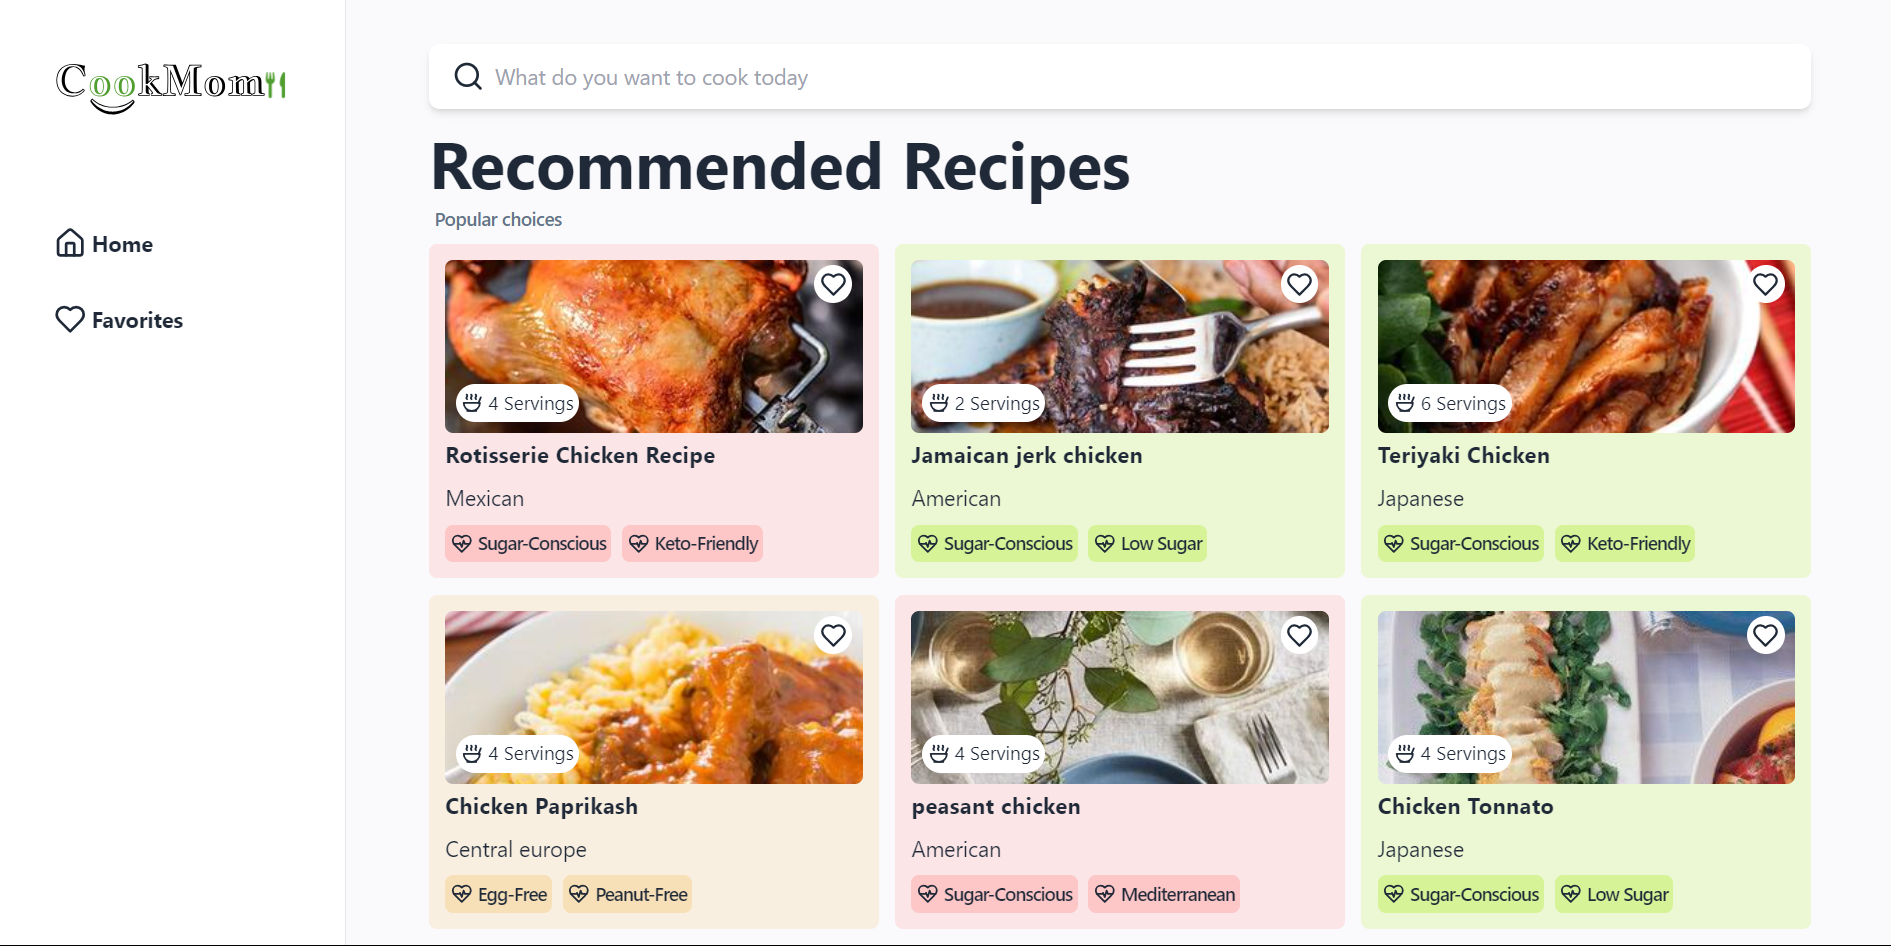 CookMom
Home
Favorites
What do you want to cook today
Recommended Recipes
Popular choices
4 Servings
Rotisserie Chicken Recipe
Mexican
Sugar-Conscious
Keto-Friendly
2 Servings
Jamaican jerk chicken
American
Sugar-Conscious
Low Sugar
6 Servings
Teriyaki Chicken
Japanese
Sugar-Conscious
Keto-Friendly
4 Servings
Chicken Paprikash
Central europe
Egg-Free
Peanut-Free
4 Servings
peasant chicken
American
Sugar-Conscious
Mediterranean
4 Servings
Chicken Tonnato
Japanese
Sugar-Conscious
Low Sugar